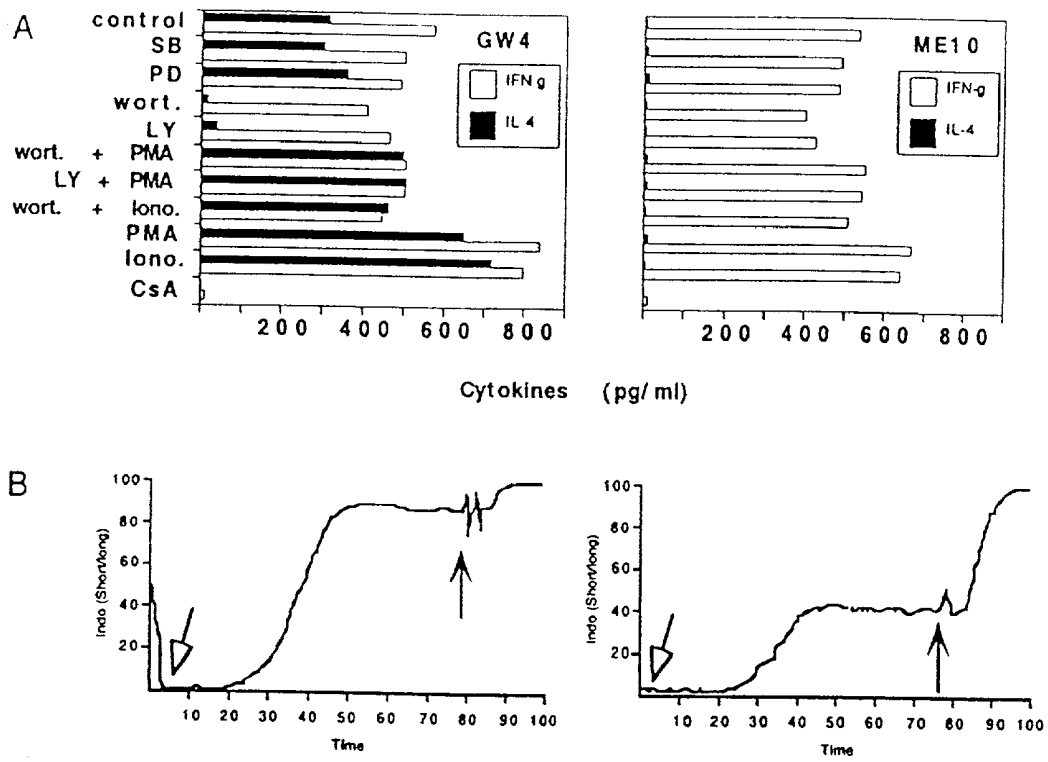 A
control
SB
PD
wort.
LY
wort. + PMA
LY + PMA
wort. + Iono.
PMA
Iono.
CsA
GW4
IFN g
IL-4
200 400 600 800
ME10
IFN-g
IL-4
200 400 600 800
Cytokines (pg/ml)
B
Indo (Short/long)
100
80
60
40
20
10 20 30 40 50 60 70 80 90 100
Time
Indo (Short/long)
100
80
60
40
20
10 20 30 40 50 60 70 80 90 100
Time